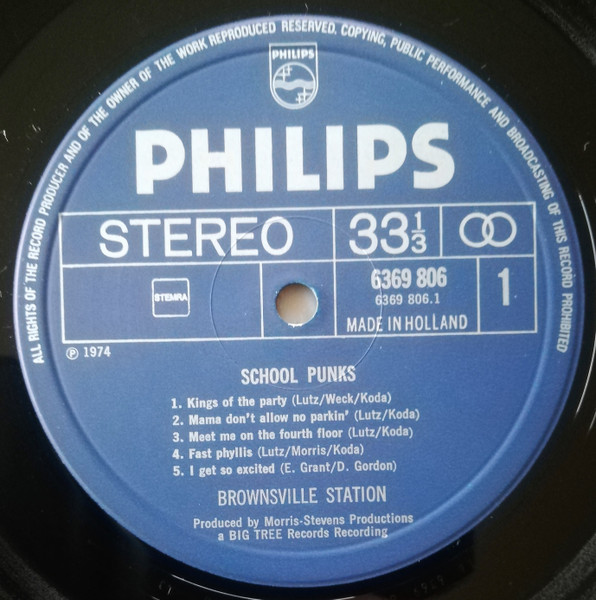 ALL RIGHTS OF THE RECORD PRODUCER AND OF THE OWNER OF THE WORK REPRODUCED RESERVED. COPYING, PUBLIC PERFORMANCE AND BROADCASTING OF THIS RECORD PROHIBITED
PHILIPS
PHILIPS
STEREO 33 1/3
STEMRA
6369 806
6369 806.1
1
MADE IN HOLLAND
℗ 1974
SCHOOL PUNKS
1. Kings of the party (Lutz/Weck/Koda)
2. Mama don't allow no parkin' (Lutz/Koda)
3. Meet me on the fourth floor (Lutz/Koda)
4. Fast phyllis (Lutz/Morris/Koda)
5. I get so excited (E. Grant/D. Gordon)
BROWNSVILLE STATION
Produced by Morris-Stevens Productions
a BIG TREE Records Recording